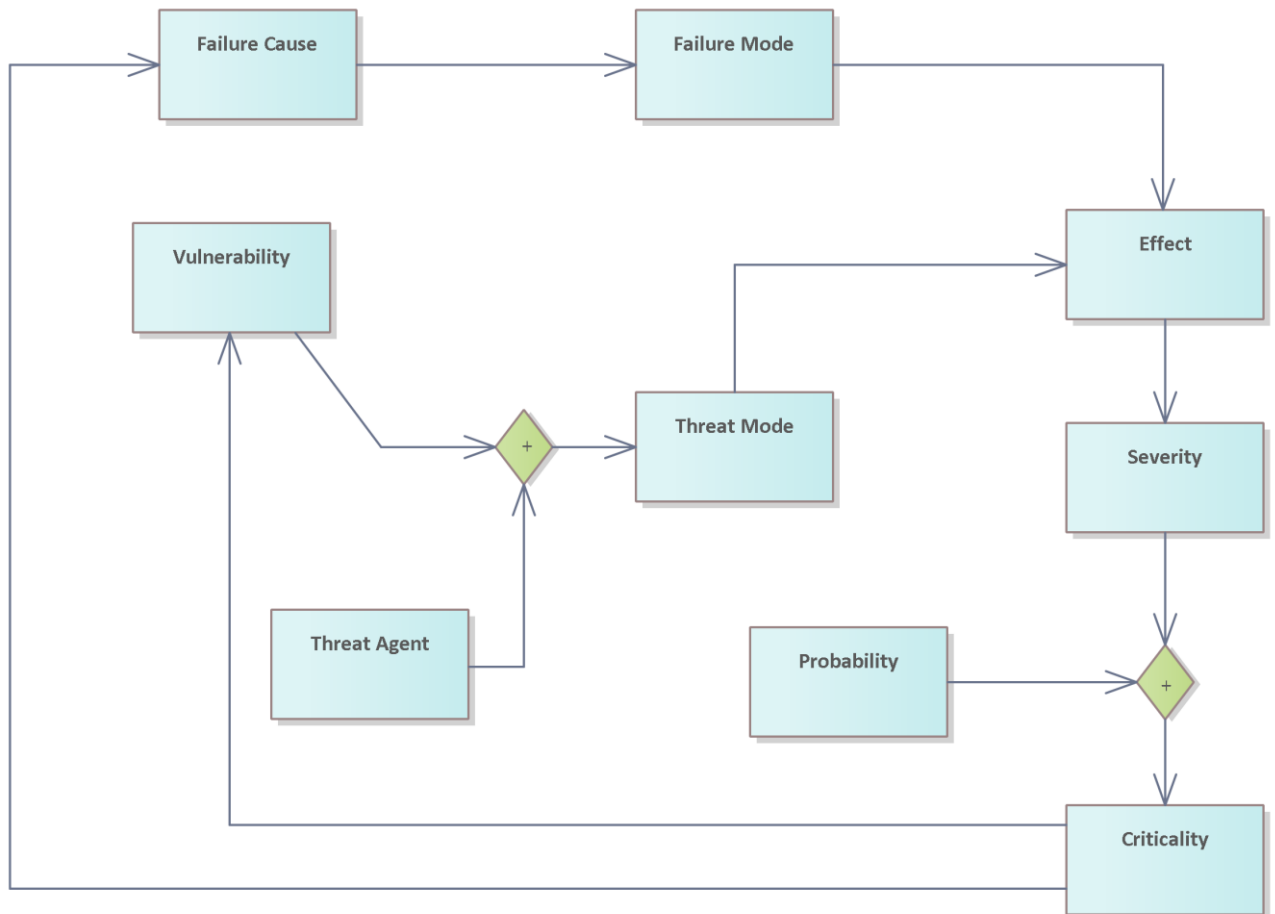 Failure Cause
Failure Mode
Vulnerability
Effect
Threat Mode
+
Severity
Threat Agent
Probability
+
Criticality